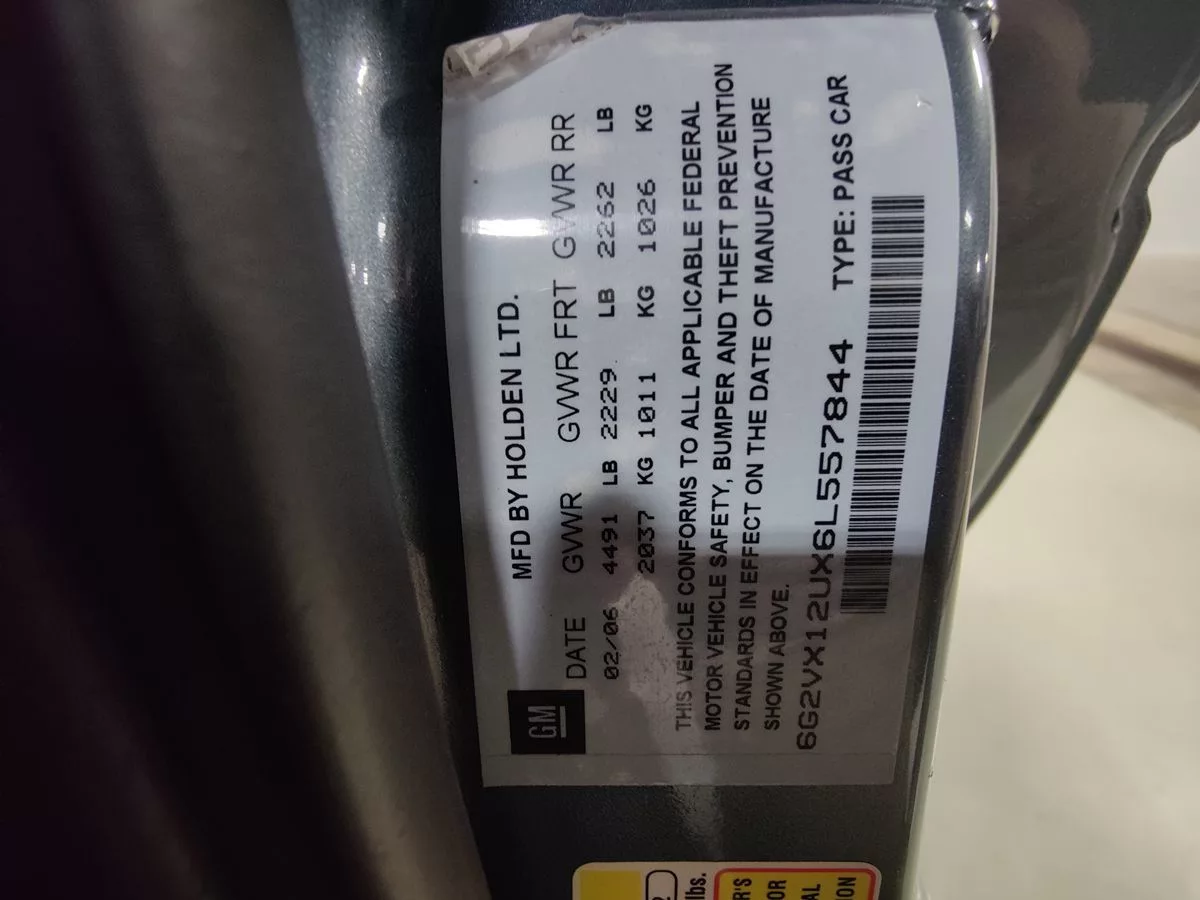 GM
MFD BY HOLDEN LTD.
DATE GVWR GVWR FRT GVWR RR
02/06 4491 LB 2229 LB 2262 LB
2037 KG 1011 KG 1026 KG
THIS VEHICLE CONFORMS TO ALL APPLICABLE FEDERAL
MOTOR VEHICLE SAFETY, BUMPER AND THEFT PREVENTION
STANDARDS IN EFFECT ON THE DATE OF MANUFACTURE
SHOWN ABOVE.
6G2VX12UX6L557844 TYPE: PASS CAR
lbs.